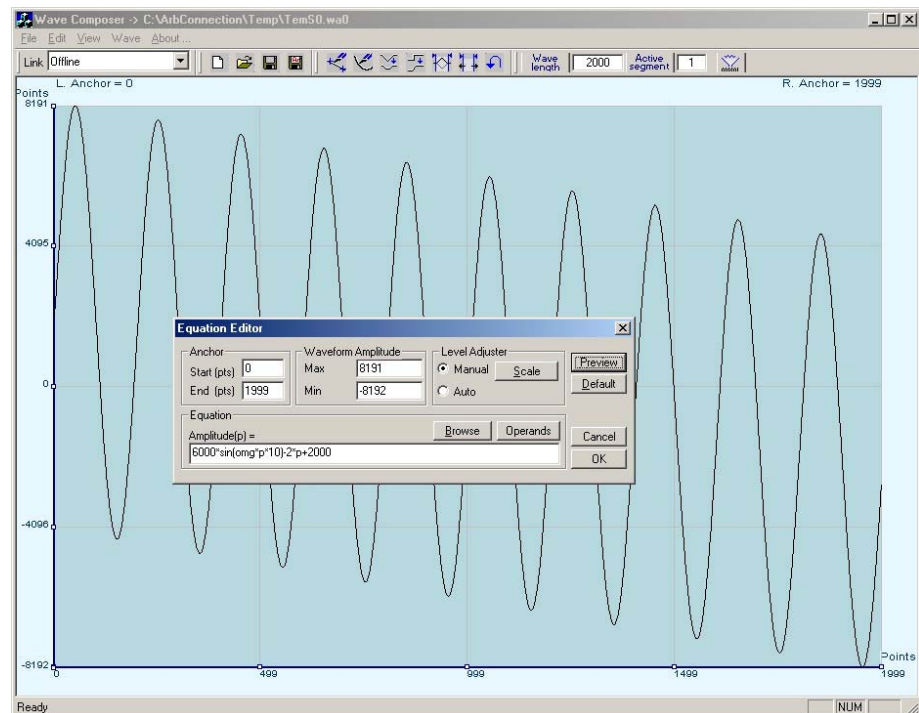 Wave Composer -> C:\ArbConnection\Temp\TemS0.wa0
File Edit View Wave About...
Link Offline Wave length 2000 Active segment 1
L. Anchor = 0 R. Anchor = 1999
Points
8191
4095
0
-4096
-8192
0 499 999 1499 1999
Points
Equation Editor
Anchor
Start (pts) 0
End (pts) 1999
Waveform Amplitude
Max 8191
Min -8192
Level Adjuster
Manual Scale
Auto
Preview
Default
Equation
Browse Operands
Amplitude(p) =
6000*sin(omg*p*10)-2*p+2000
Cancel
OK
Ready NUM